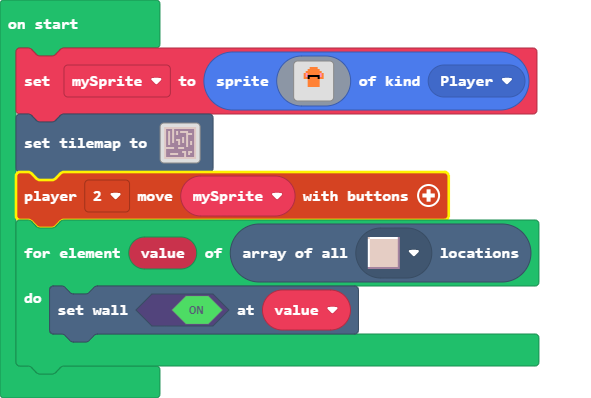 on start
set mySprite to sprite of kind Player
set tilemap to
player 2 move mySprite with buttons
for element value of array of all locations
do
set wall ON at value